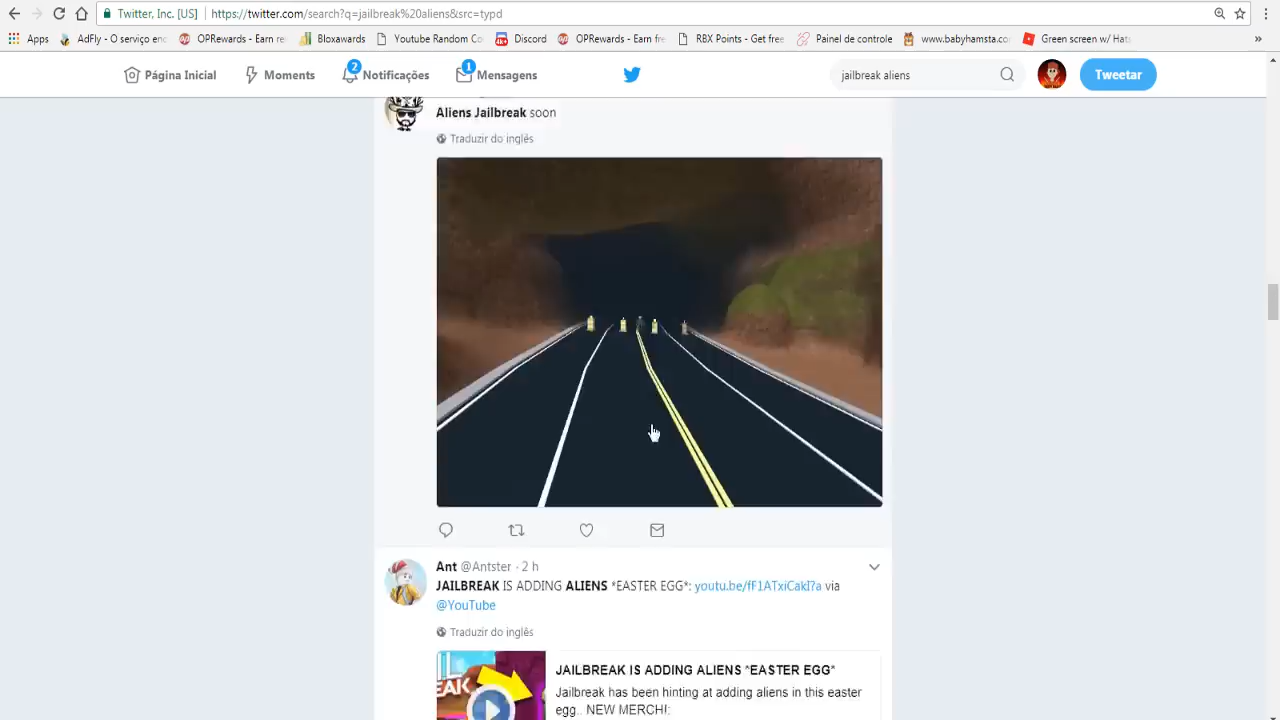 Twitter, Inc. [US] https://twitter.com/search?q=jailbreak%20aliens&src=typd
Apps AdFly - O serviço en OPRewards - Earn re Bloxawards Youtube Random Co Discord OPRewards - Earn fre RBX Points - Get free Painel de controle www.babyhamsta.co Green screen w/ Hats »
Página Inicial Moments 2 Notificações 1 Mensagens jailbreak aliens Tweetar
Aliens Jailbreak soon
Traduzir do inglês
Ant @Antster · 2 h
JAILBREAK IS ADDING ALIENS *EASTER EGG*: youtu.be/fF1ATxiCakI?a via
@YouTube
Traduzir do inglês
JAILBREAK IS ADDING ALIENS *EASTER EGG*
Jailbreak has been hinting at adding aliens in this easter
egg.. NEW MERCH!: